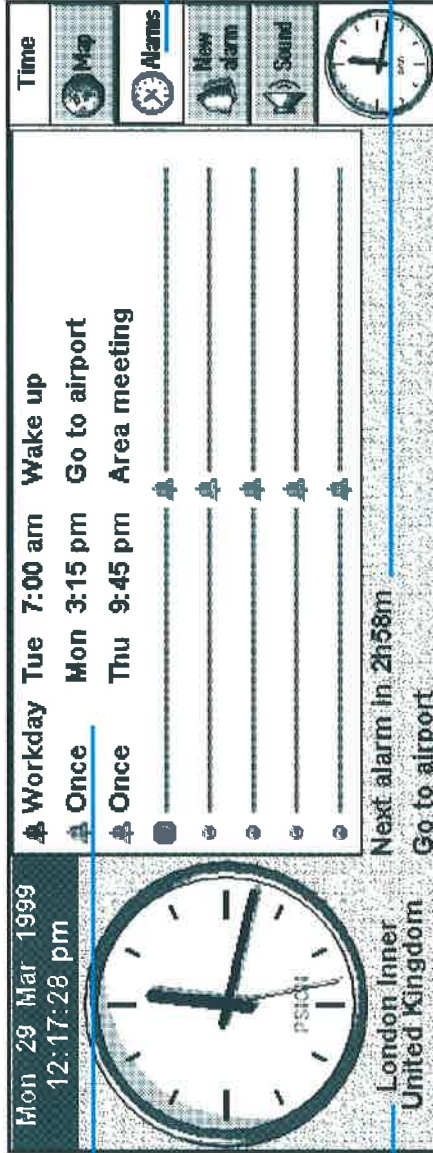 Mon 29 Mar 1999
12:17:28 pm
PSION
London Inner
United Kingdom
Workday Tue 7:00 am Wake up
Once Mon 3:15 pm Go to airport
Once Thu 9:45 pm Area meeting
Next alarm in 2h58m
Go to airport
Time
Map
Alarms
New
alarm
Sound